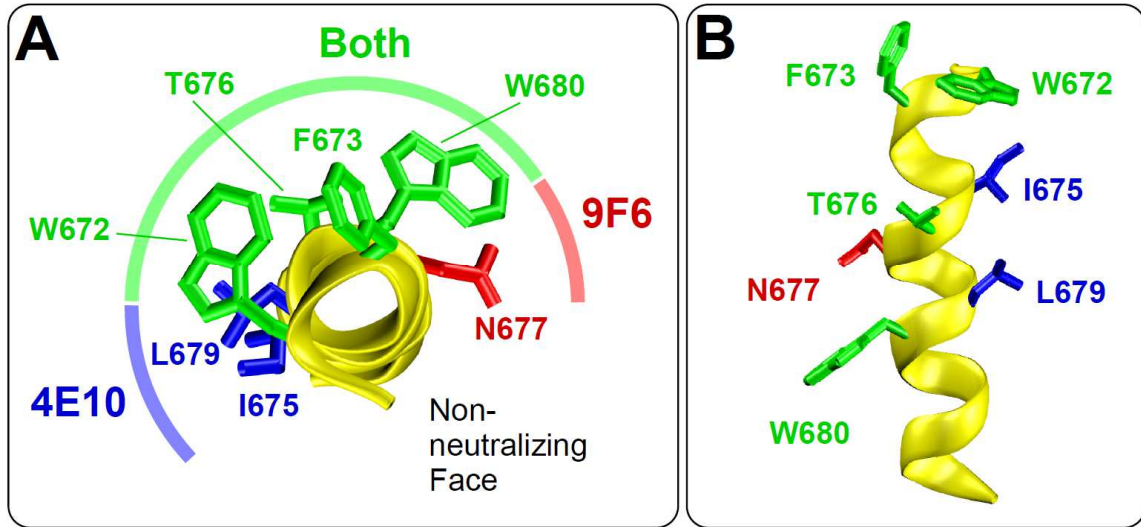 A
Both
T676
W680
F673
W672
9F6
N677
L679
4E10
I675
Non-
neutralizing
Face
B
F673
W672
I675
T676
N677
L679
W680